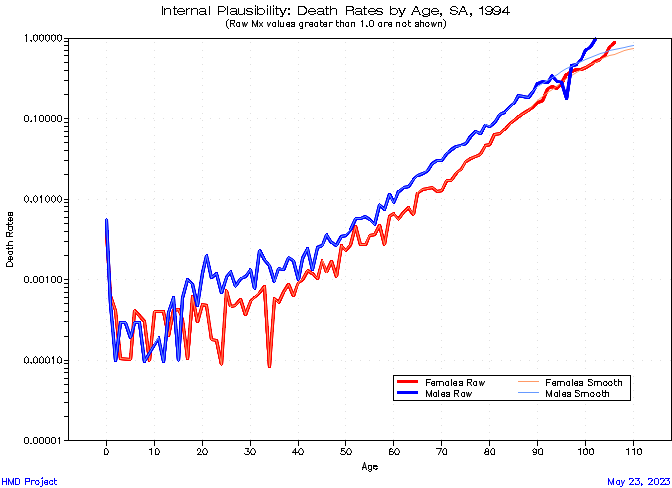 Internal Plausibility: Death Rates by Age, SA, 1994
(Raw Mx values greater than 1.0 are not shown)
1.00000
0.10000
0.01000
0.00100
0.00010
0.00001
Death Rates
0 10 20 30 40 50 60 70 80 90 100 110
Age
Females Raw Females Smooth
Males Raw Males Smooth
HMD Project May 23, 2023